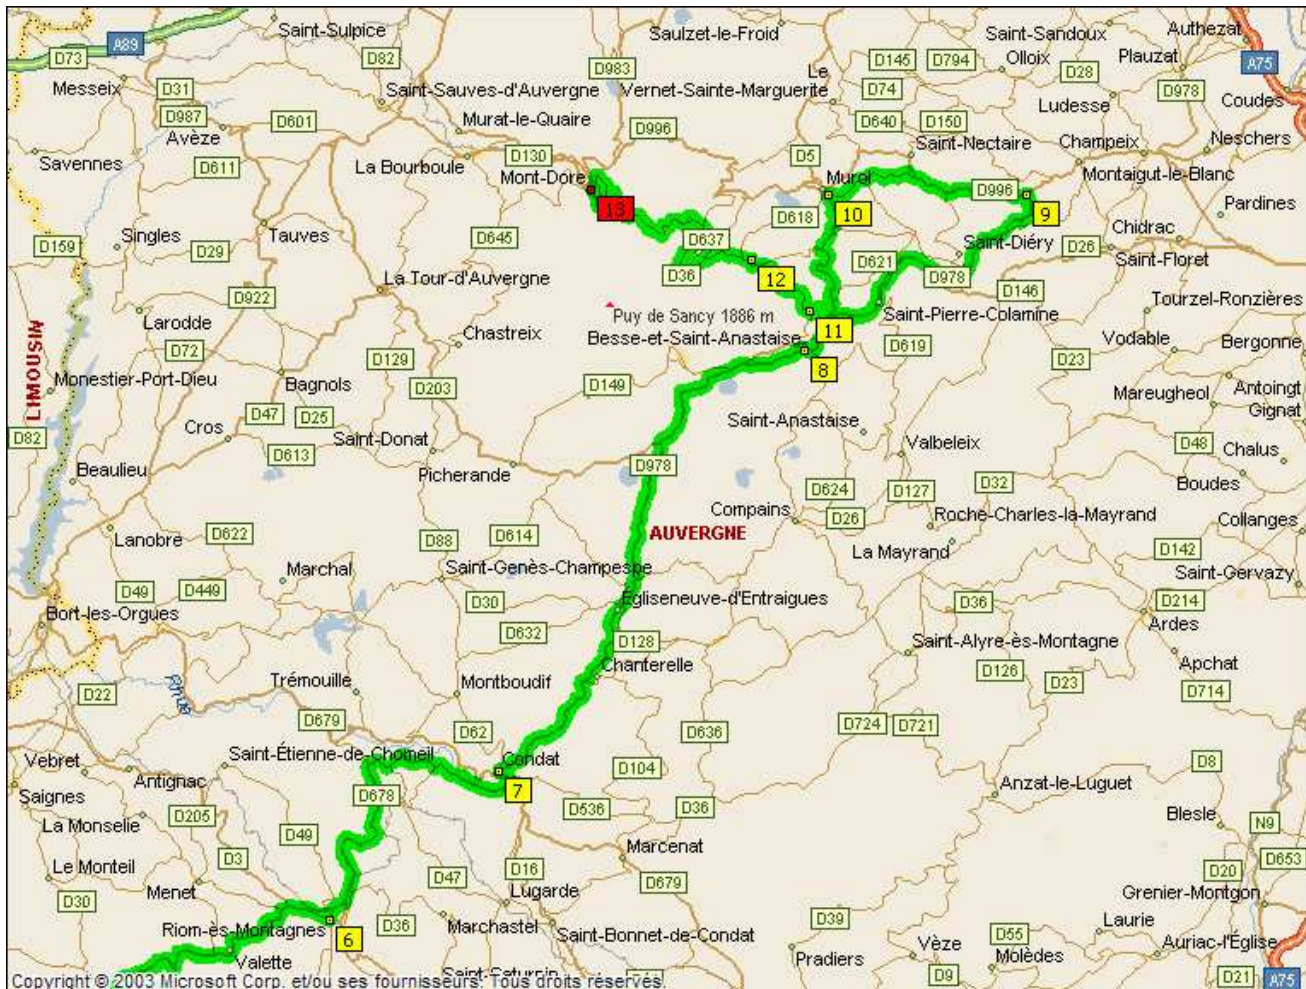 Saint-Sulpice
Saulzet-le-Froid
Saint-Sandoux
Authezat
A89
D73
D82
D983
Le
Vernet-Sainte-Marguerite
D145
D794
Olloix
Plauzat
A75
Messeix
D31
D987
Saint-Sauves-d'Auvergne
D74
D28
D978
Coudes
Ludesse
Avèze
D601
Murat-le-Quaire
D996
D640
D150
Neschers
Savennes
D611
La Bourboule
D130
Mont-Dore
D5
Saint-Nectaire
Champeix
Murol
D996
Montaigut-le-Blanc
13
10
9
Pardines
D159
Singles
D29
Tauves
D645
D637
D618
Chidrac
D26
Saint-Diéry
Saint-Floret
D36
D621
D978
La Tour-d'Auvergne
12
D146
D922
Larodde
Puy de Sancy 1886 m
Saint-Pierre-Colamine
Tourzel-Ronzières
LIMOUSIN
Chastreix
Besse-et-Saint-Anastaise
11
D619
Vodable
Bergonne
D72
D129
8
D23
Monestier-Port-Dieu
Bagnols
D203
D149
Mareugheol
Antoingt
Gignat
D82
Cros
D47
D25
Saint-Donat
Saint-Anastaise
Valbeleix
D48
Chalus
D613
Beaulieu
Picherande
D978
Boudes
D624
D127
D32
Compains
D26
Roche-Charles-la-Mayrand
Collanges
Lanobre
D622
D88
D614
AUVERGNE
La Mayrand
D142
Marchal
Saint-Genès-Champespe
Saint-Gervazy
D49
D449
D30
Égliseneuve-d'Entraigues
D36
D214
Ardes
Bort-les-Orgues
D632
D128
Saint-Alyre-ès-Montagne
Apchat
Chanterelle
D126
D23
D714
Rhue
D22
Trémouille
Montboudif
D679
D62
D636
D724
D721
Vebret
Saint-Étienne-de-Chomeil
Condat
D8
Antignac
D104
Saignes
D678
7
Anzat-le-Luguet
D205
D536
D36
La Monselie
D49
Blesle
N9
Marcenat
Le Monteil
D3
D16
D653
D47
D20
Menet
D679
D30
Lugarde
Grenier-Montgon
Riom-ès-Montagnes
D36
Marchastel
Saint-Bonnet-de-Condat
D39
Laurie
6
D55
Valette
Vèze
Auriac-l'Église
Pradiers
Molèdes
Saint-Saturnin
D9
D21
A75
Copyright © 2003 Microsoft Corp. et/ou ses fournisseurs. Tous droits réservés.